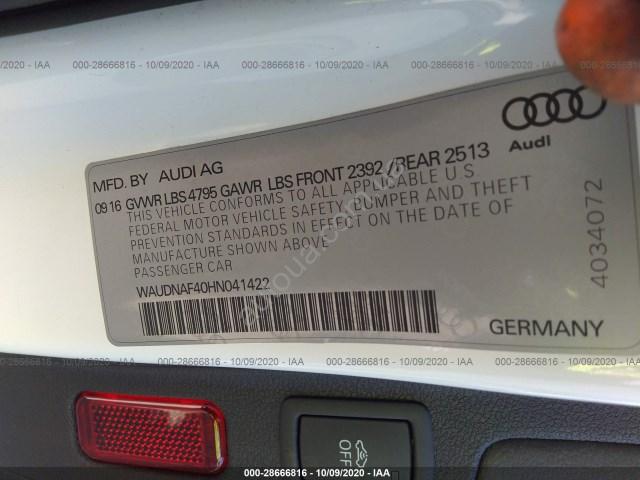 000-28666816 - 10/09/2020 - IAA
MFD. BY AUDI AG
Audi
09 16 GVWR LBS 4795 GAWR LBS FRONT 2392 /REAR 2513
THIS VEHICLE CONFORMS TO ALL APPLICABLE U S
FEDERAL MOTOR VEHICLE SAFETY, BUMPER AND THEFT
PREVENTION STANDARDS IN EFFECT ON THE DATE OF
MANUFACTURE SHOWN ABOVE
PASSENGER CAR
WAUDNAF40HN041422
4034072
GERMANY
OFF
000-28666816 - 10/09/2020 - IAA